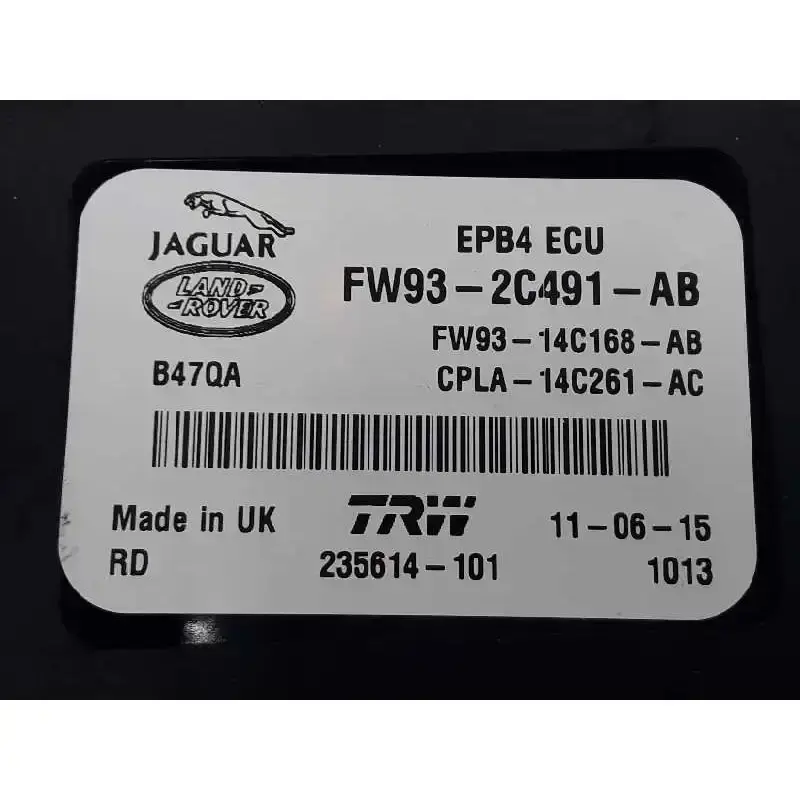 JAGUAR
LAND-
-ROVER
EPB4 ECU
FW93-2C491-AB
FW93-14C168-AB
B47QA
CPLA-14C261-AC
Made in UK
TRW
11-06-15
RD
235614-101
1013